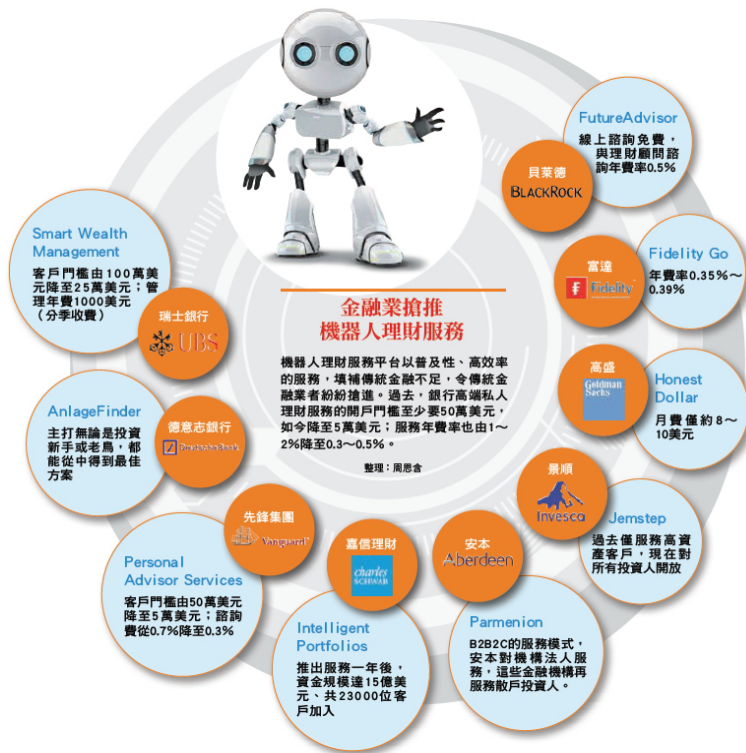 金融業搶推
機器人理財服務
機器人理財服務平台以普及性、高效率
的服務，填補傳統金融不足，令傳統金
融業者紛紛搶進。過去，銀行高端私人
理財服務的開戶門檻至少要50萬美元，
如今降至5萬美元；服務年費率也由1～
2%降至0.3～0.5%。
整理：周思含
FutureAdvisor
線上諮詢免費，
與理財顧問諮
詢年費率0.5%
貝萊德
BLACKROCK
Fidelity Go
年費率0.35%～
0.39%
富達
Fidelity
高盛
Goldman
Sachs
Honest
Dollar
月費僅約8～
10美元
景順
Invesco
Jemstep
過去僅服務高資
產客戶，現在對
所有投資人開放
安本
Aberdeen
Parmenion
B2B2C的服務模式，
安本對機構法人服
務，這些金融機構再
服務散戶投資人。
嘉信理財
charles
SCHWAB
Intelligent
Portfolios
推出服務一年後，
資金規模達15億美
元、共23000位客
戶加入
先鋒集團
Vanguard
Personal
Advisor Services
客戶門檻由50萬美元
降至5萬美元；諮詢
費從0.7%降至0.3%
德意志銀行
DeutscheBank
AnlageFinder
主打無論是投資
新手或老鳥，都
能從中得到最佳
方案
瑞士銀行
UBS
Smart Wealth
Management
客戶門檻由100萬美
元降至25萬美元；管
理年費1000美元
（分季收費）